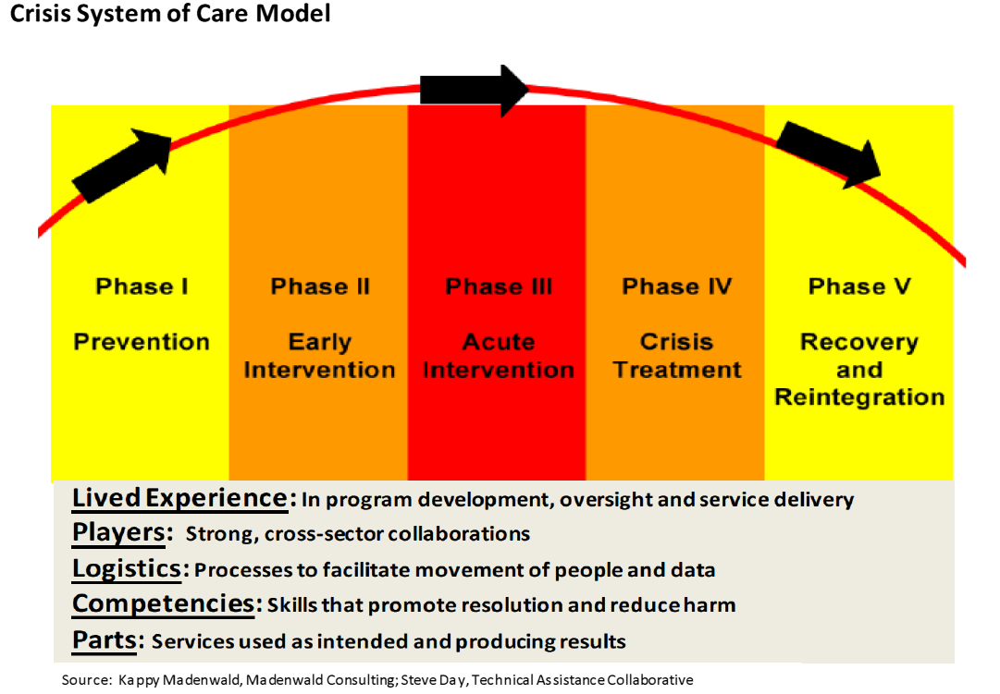 Crisis System of Care Model
Phase I
Prevention
Phase II
Early
Intervention
Phase III
Acute
Intervention
Phase IV
Crisis
Treatment
Phase V
Recovery
and
Reintegration
Lived Experience: In program development, oversight and service delivery
Players: Strong, cross-sector collaborations
Logistics: Processes to facilitate movement of people and data
Competencies: Skills that promote resolution and reduce harm
Parts: Services used as intended and producing results
Source: Kappy Madenwald, Madenwald Consulting; Steve Day, Technical Assistance Collaborative